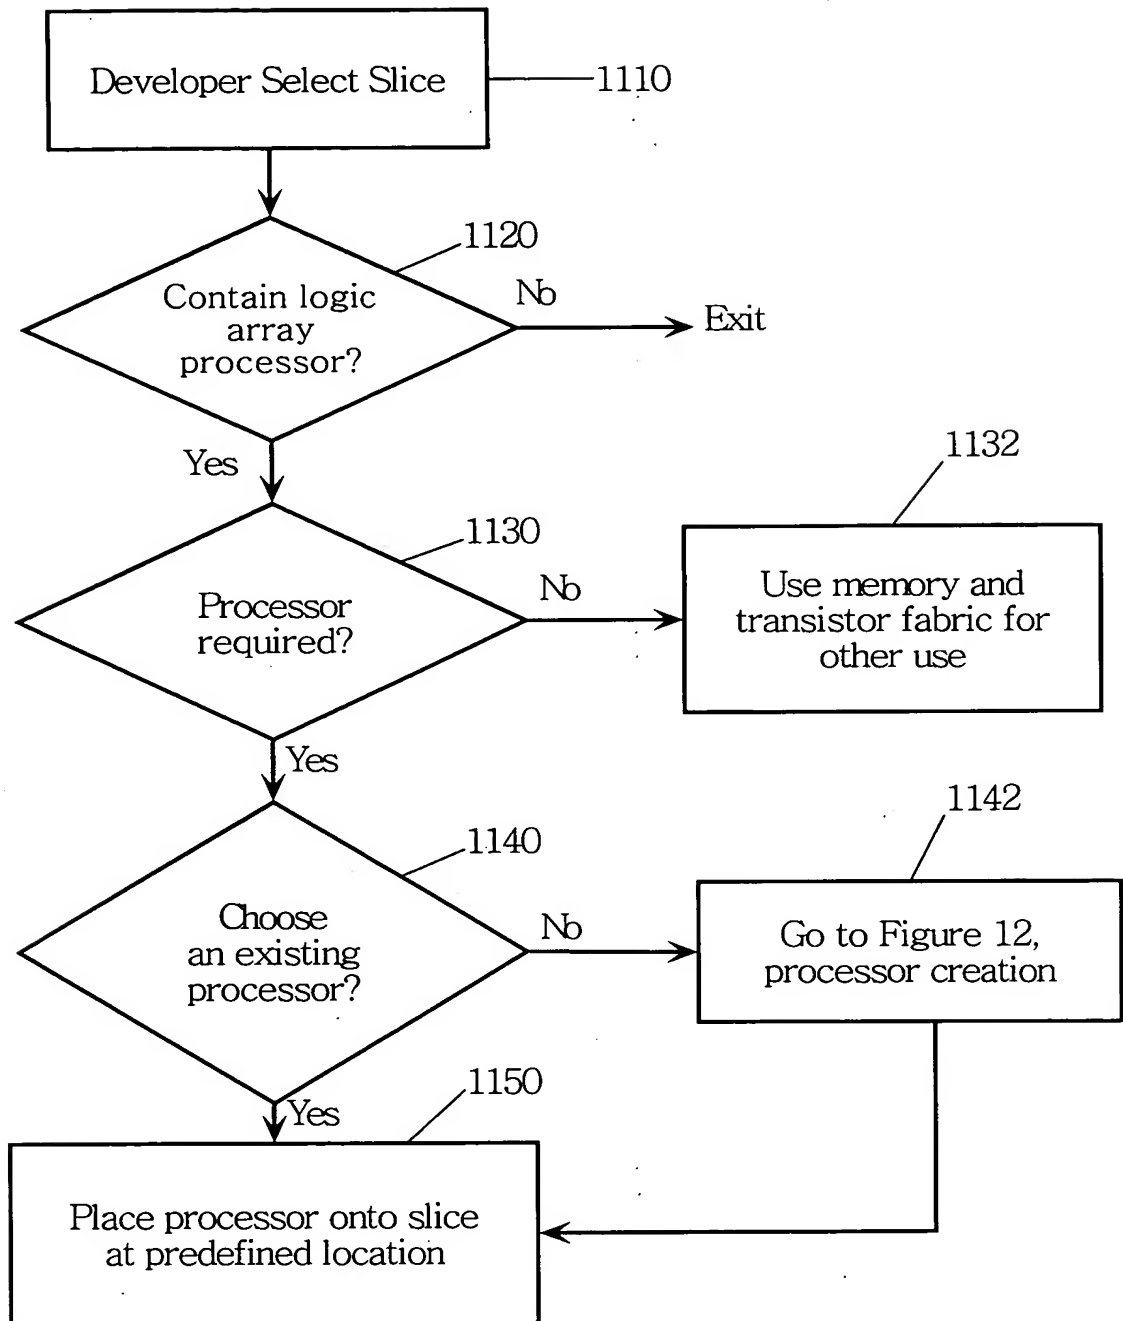 Developer Select Slice
1110
1120
Contain logic
array
processor?
No
Exit
Yes
1130
Processor
required?
No
1132
Use memory and
transistor fabric for
other use
Yes
1140
Choose
an existing
processor?
No
1142
Go to Figure 12,
processor creation
Yes
1150
Place processor onto slice
at predefined location